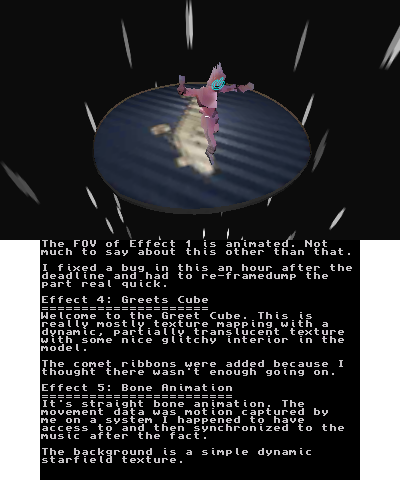 The FOV of Effect 1 is animated. Not
much to say about this other than that.
I fixed a bug in this an hour after the
deadline and had to re-framedump the
part real quick.
Effect 4: Greets Cube
=====================
Welcome to the Greet Cube. This is
really mostly texture mapping with a
dynamic, partially translucent texture
with some nice glitchy interior in the
model.
The comet ribbons were added because I
thought there wasn't enough going on.
Effect 5: Bone Animation
========================
It's straight bone animation. The
movement data was motion captured by
me on a system I happened to have
access to and then synchronized to the
music after the fact.
The background is a simple dynamic
starfield texture.